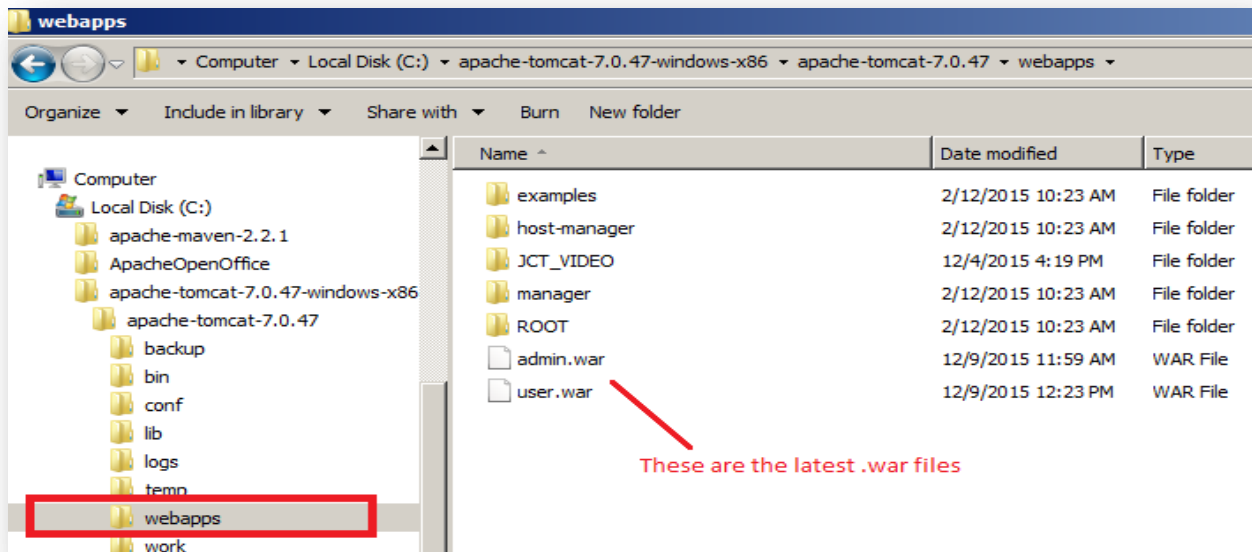 webapps
Computer Local Disk (C:) apache-tomcat-7.0.47-windows-x86 apache-tomcat-7.0.47 webapps
Organize Include in library Share with Burn New folder
Computer
Local Disk (C:)
apache-maven-2.2.1
ApacheOpenOffice
apache-tomcat-7.0.47-windows-x86
apache-tomcat-7.0.47
backup
bin
conf
lib
logs
temp
webapps
work
Name Date modified Type
examples 2/12/2015 10:23 AM File folder
host-manager 2/12/2015 10:23 AM File folder
JCT_VIDEO 12/4/2015 4:19 PM File folder
manager 2/12/2015 10:23 AM File folder
ROOT 2/12/2015 10:23 AM File folder
admin.war 12/9/2015 11:59 AM WAR File
user.war 12/9/2015 12:23 PM WAR File
These are the latest .war files